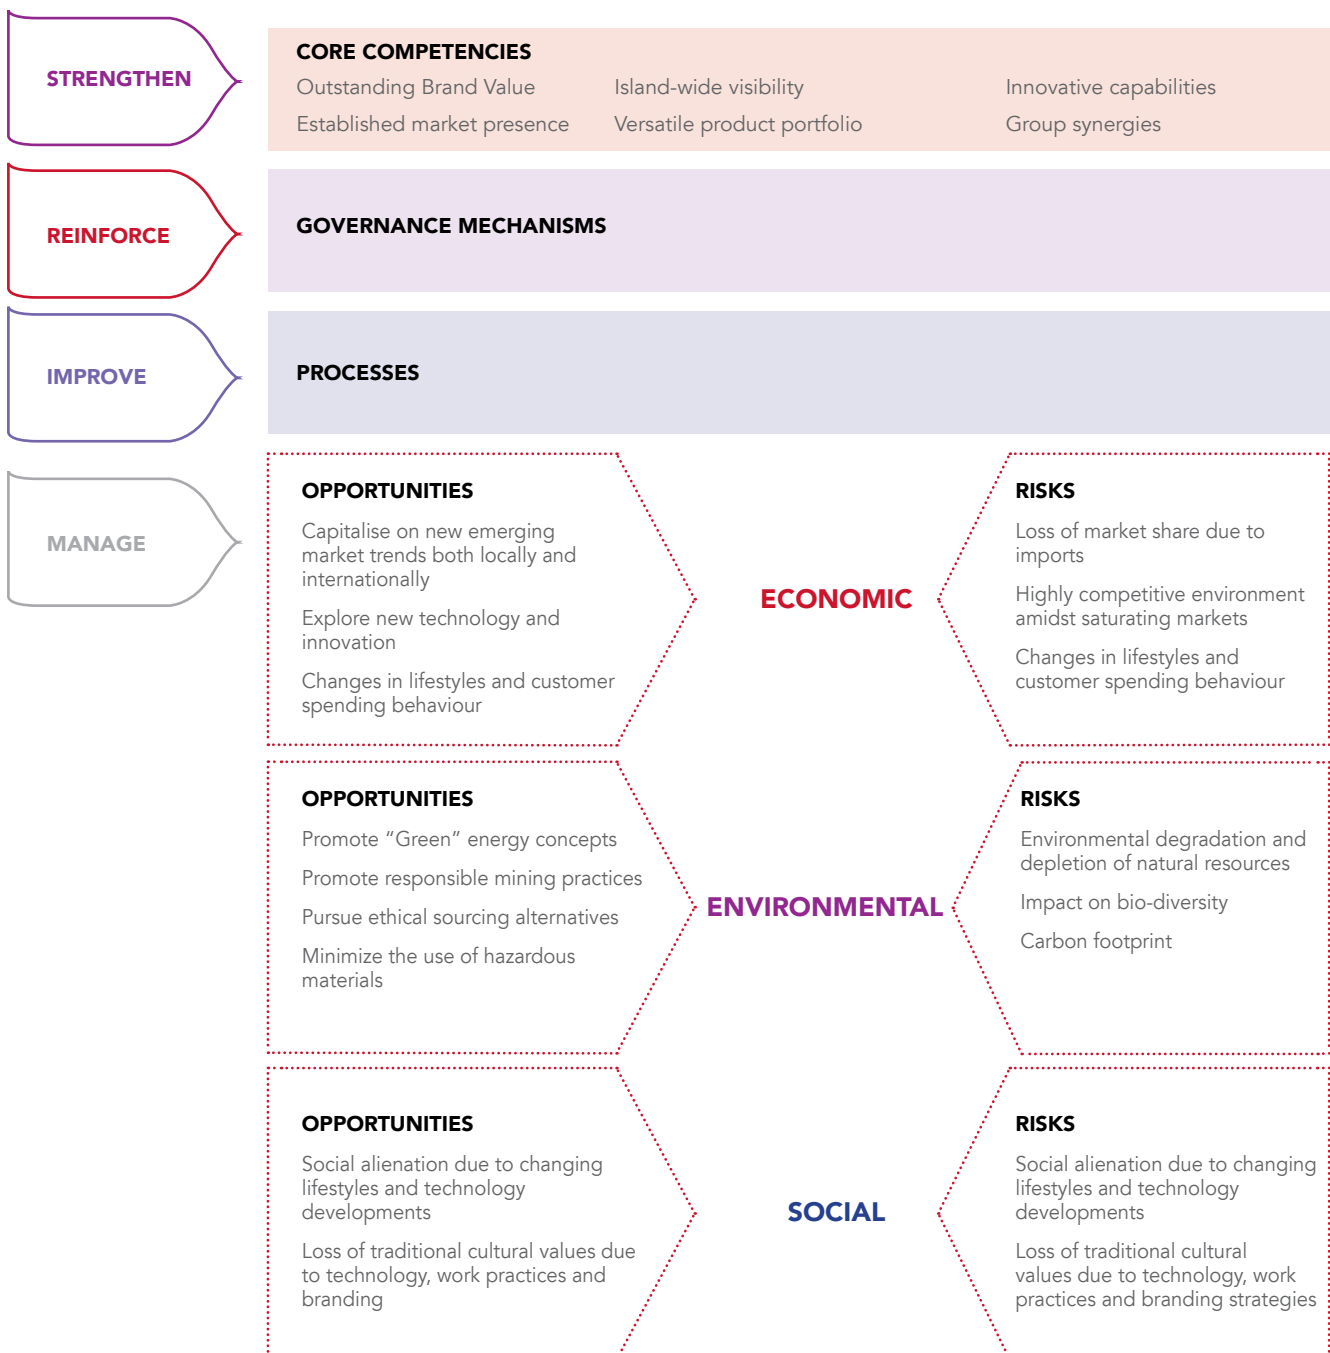 STRENGTHEN
CORE COMPETENCIES
Outstanding Brand Value
Island-wide visibility
Innovative capabilities
Established market presence
Versatile product portfolio
Group synergies
REINFORCE
GOVERNANCE MECHANISMS
IMPROVE
PROCESSES
MANAGE
OPPORTUNITIES
Capitalise on new emerging
market trends both locally and
internationally
Explore new technology and
innovation
Changes in lifestyles and customer
spending behaviour
ECONOMIC
RISKS
Loss of market share due to
imports
Highly competitive environment
amidst saturating markets
Changes in lifestyles and
customer spending behaviour
OPPORTUNITIES
Promote “Green” energy concepts
Promote responsible mining practices
Pursue ethical sourcing alternatives
Minimize the use of hazardous
materials
ENVIRONMENTAL
RISKS
Environmental degradation and
depletion of natural resources
Impact on bio-diversity
Carbon footprint
OPPORTUNITIES
Social alienation due to changing
lifestyles and technology
developments
Loss of traditional cultural values due
to technology, work practices and
branding
SOCIAL
RISKS
Social alienation due to changing
lifestyles and technology
developments
Loss of traditional cultural
values due to technology, work
practices and branding strategies